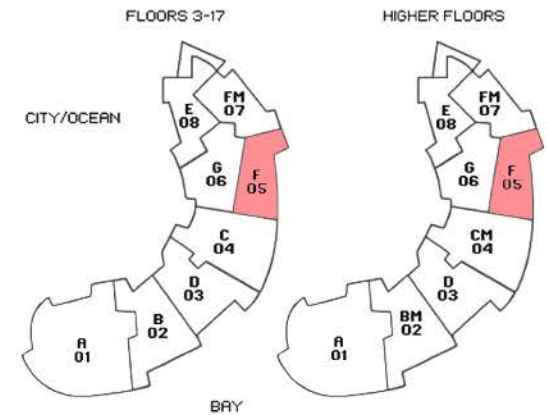 FLOORS 3-17
HIGHER FLOORS
CITY/OCEAN
E
08
FM
07
G
06
F
05
C
04
D
03
B
02
A
01
E
08
FM
07
G
06
F
05
CM
04
D
03
BM
02
A
01
BAY